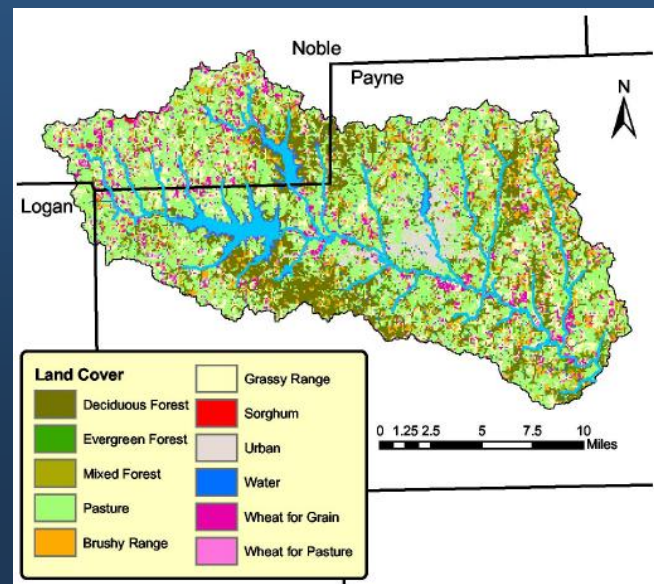 Noble
Payne
N
Logan
Land Cover
Deciduous Forest
Evergreen Forest
Mixed Forest
Pasture
Brushy Range
Grassy Range
Sorghum
Urban
Water
Wheat for Grain
Wheat for Pasture
0 1.25 2.5 5 7.5 10
Miles